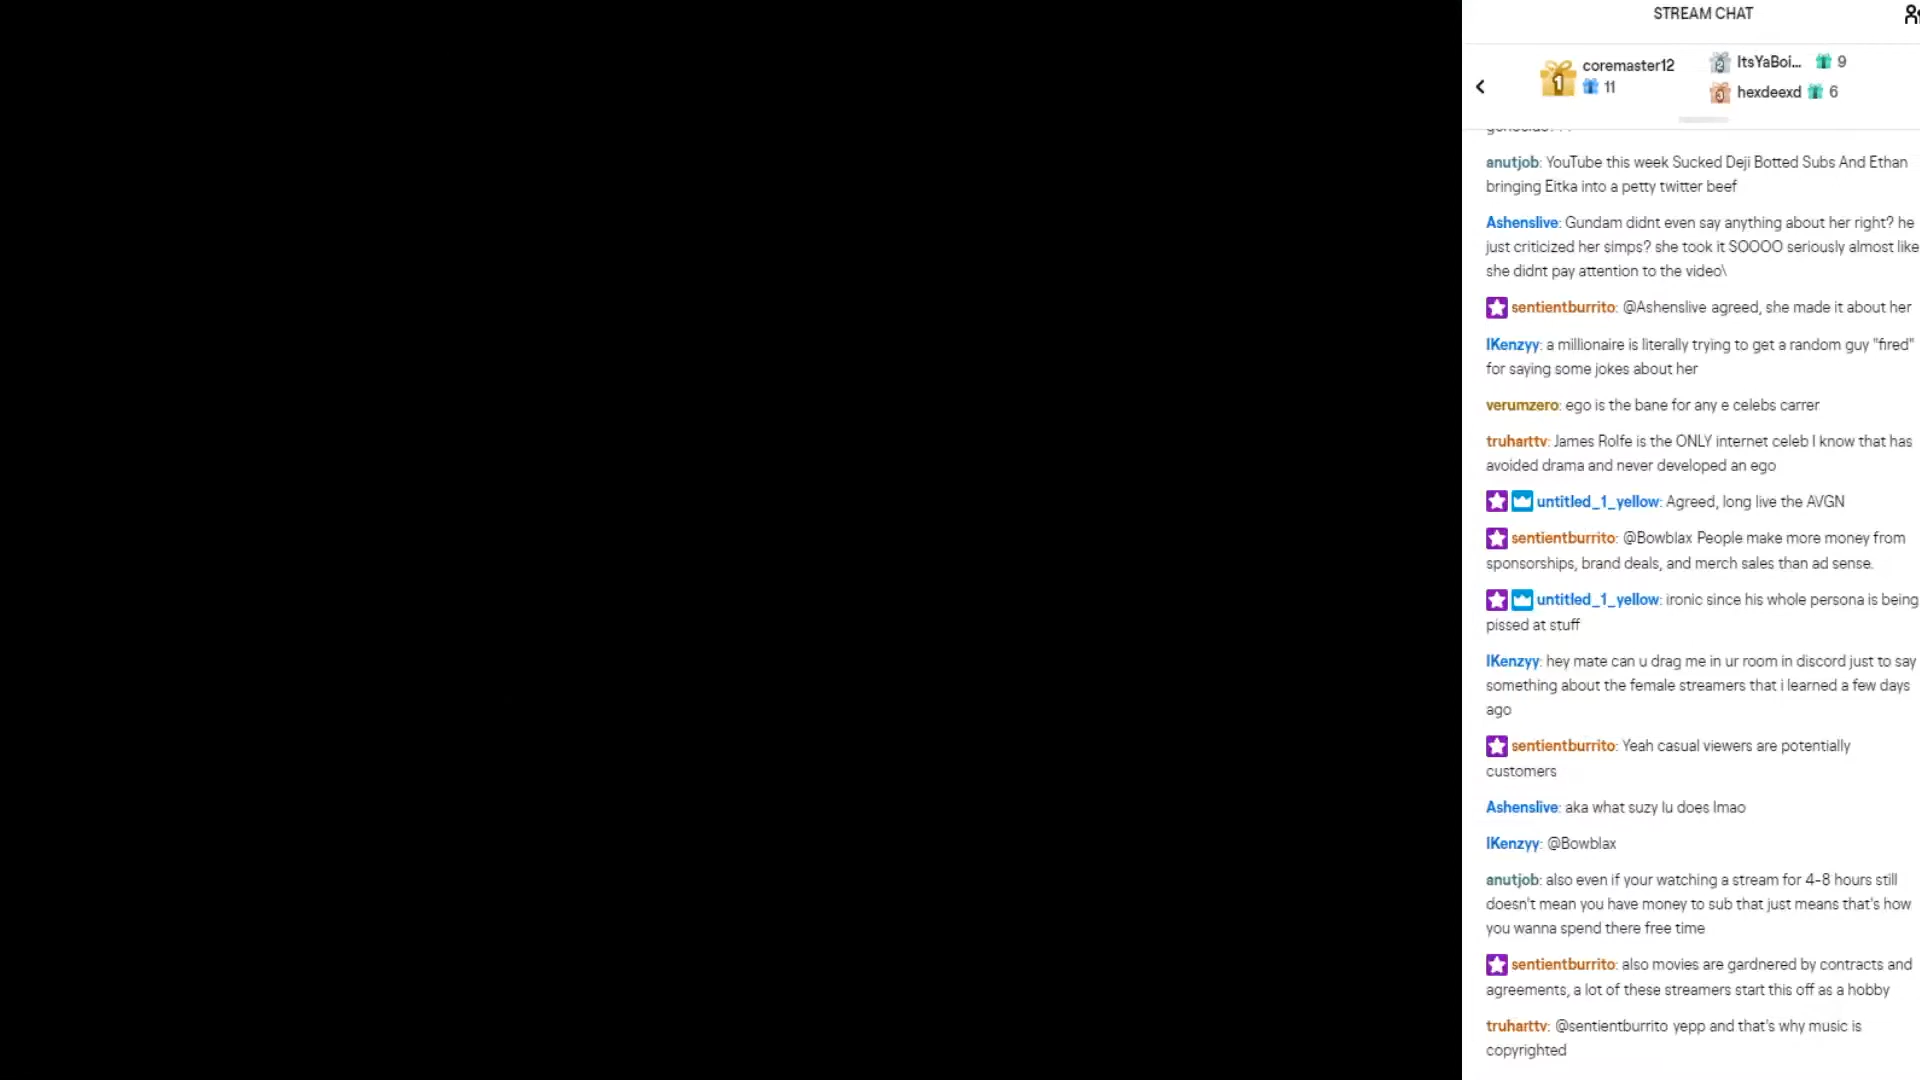 STREAM CHAT
coremaster12
11
ItsYaBoi... 9
hexdeexd 6
anutjob: YouTube this week Sucked Deji Botted Subs And Ethan
bringing Eitka into a petty twitter beef
Ashenslive: Gundam didnt even say anything about her right? he
just criticized her simps? she took it SOOOO seriously almost like
she didnt pay attention to the video\
sentientburrito: @Ashenslive agreed, she made it about her
IKenzyy: a millionaire is literally trying to get a random guy "fired"
for saying some jokes about her
verumzero: ego is the bane for any e celebs carrer
truharttv: James Rolfe is the ONLY internet celeb I know that has
avoided drama and never developed an ego
untitled_1_yellow: Agreed, long live the AVGN
sentientburrito: @Bowblax People make more money from
sponsorships, brand deals, and merch sales than ad sense.
untitled_1_yellow: ironic since his whole persona is being
pissed at stuff
IKenzyy: hey mate can u drag me in ur room in discord just to say
something about the female streamers that i learned a few days
ago
sentientburrito: Yeah casual viewers are potentially
customers
Ashenslive: aka what suzy lu does lmao
IKenzyy: @Bowblax
anutjob: also even if your watching a stream for 4-8 hours still
doesn't mean you have money to sub that just means that's how
you wanna spend there free time
sentientburrito: also movies are gardnered by contracts and
agreements, a lot of these streamers start this off as a hobby
truharttv: @sentientburrito yepp and that's why music is
copyrighted